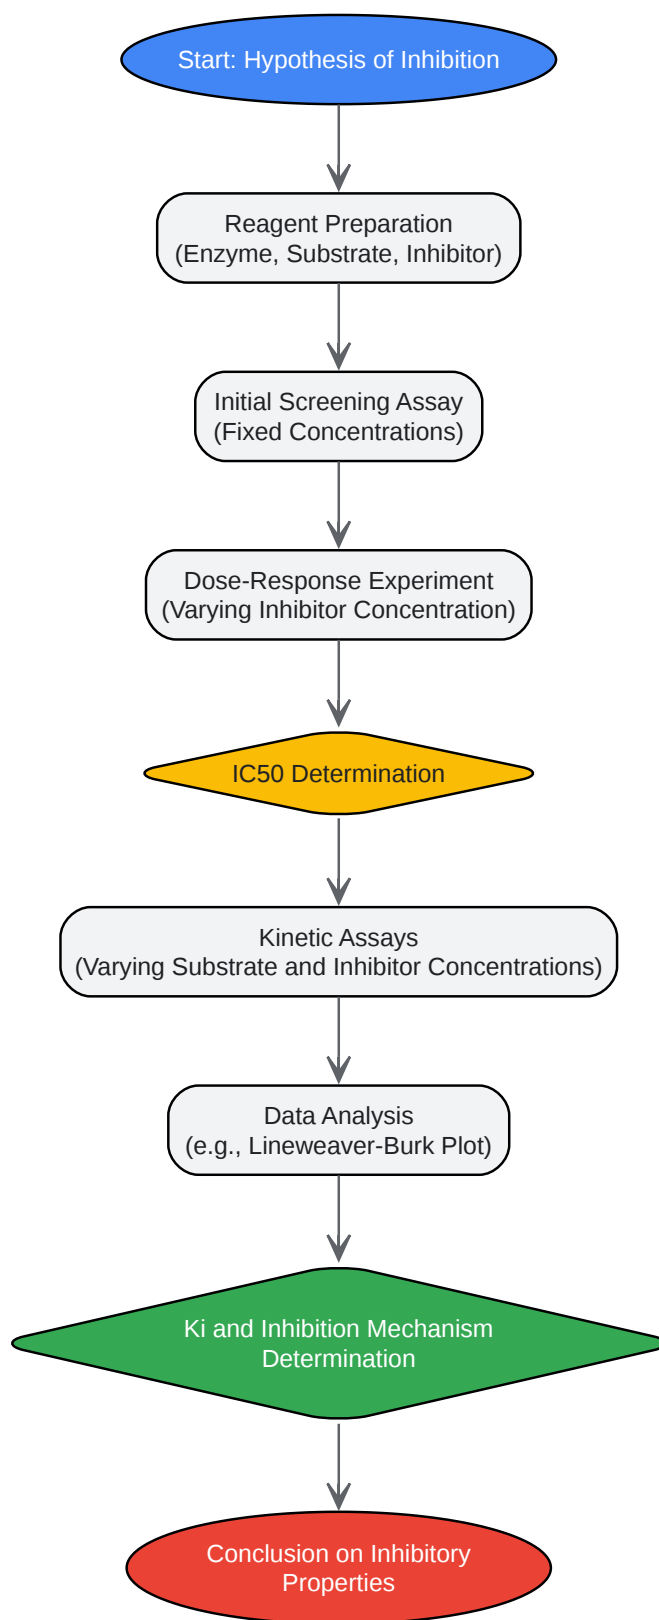 Start: Hypothesis of Inhibition
Reagent Preparation
(Enzyme, Substrate, Inhibitor)
Initial Screening Assay
(Fixed Concentrations)
Dose-Response Experiment
(Varying Inhibitor Concentration)
IC50 Determination
Kinetic Assays
(Varying Substrate and Inhibitor Concentrations)
Data Analysis
(e.g., Lineweaver-Burk Plot)
Ki and Inhibition Mechanism
Determination
Conclusion on Inhibitory
Properties